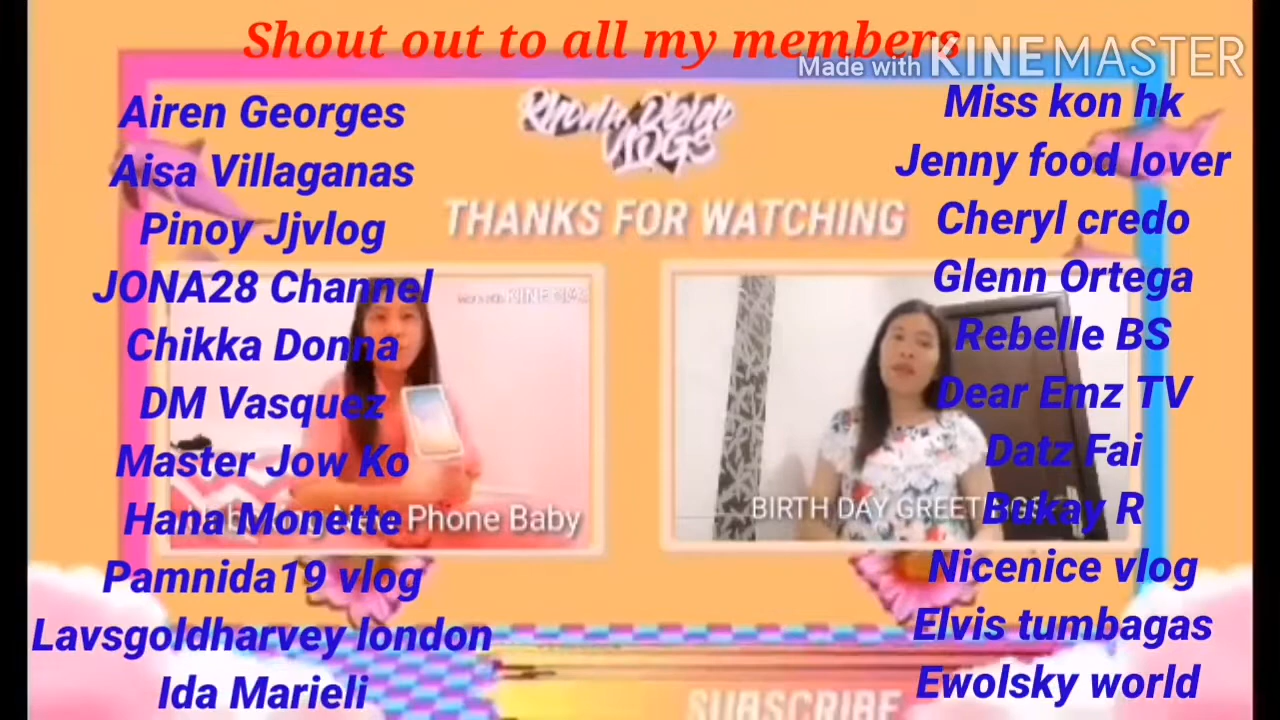 Shout out to all my members
Made with KINEMASTER
Airen Georges
Aisa Villaganas
Pinoy Jjvlog
JONA28 Channel
Chikka Donna
DM Vasquez
Master Jow Ko
Hana Monette
Pamnida19 vlog
Lavsgoldharvey london
Ida Marieli
VLOGS
THANKS FOR WATCHING
Phone Baby
BIRTH DAY GREETINGS
SUBSCRIBE
Miss kon hk
Jenny food lover
Cheryl credo
Glenn Ortega
Rebelle BS
Dear Emz TV
Datz Fai
Bukay R
Nicenice vlog
Elvis tumbagas
Ewolsky world